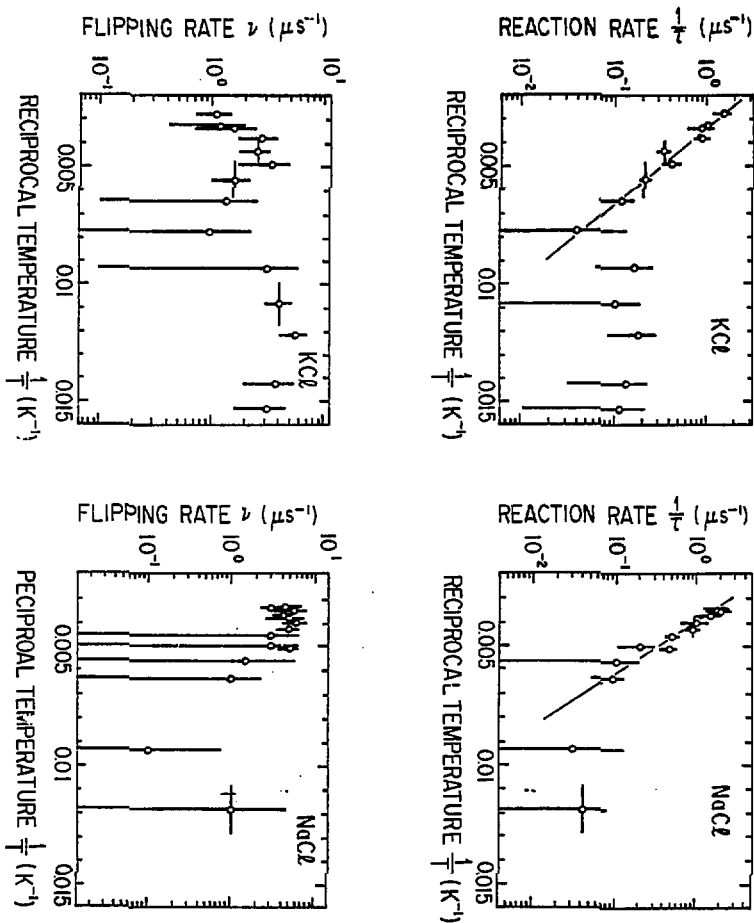 FLIPPING RATE ν (μs⁻¹)
10⁻¹ 10⁰ 10¹
0.005 0.01 0.015
KCl
RECIPROCAL TEMPERATURE 1/T (K⁻¹)
REACTION RATE 1/τ (μs⁻¹)
10⁻² 10⁻¹ 10⁰
0.005 0.01 0.015
KCl
RECIPROCAL TEMPERATURE 1/T (K⁻¹)
FLIPPING RATE ν (μs⁻¹)
10⁻¹ 10⁰ 10¹
0.005 0.01 0.015
NaCl
PECIPROAL TEMPERATURE 1/T (K⁻¹)
REACTION RATE 1/τ (μs⁻¹)
10⁻² 10⁻¹ 10⁰
0.005 0.01 0.015
NaCl
RECIPROCAL TEMPERATURE 1/T (K⁻¹)